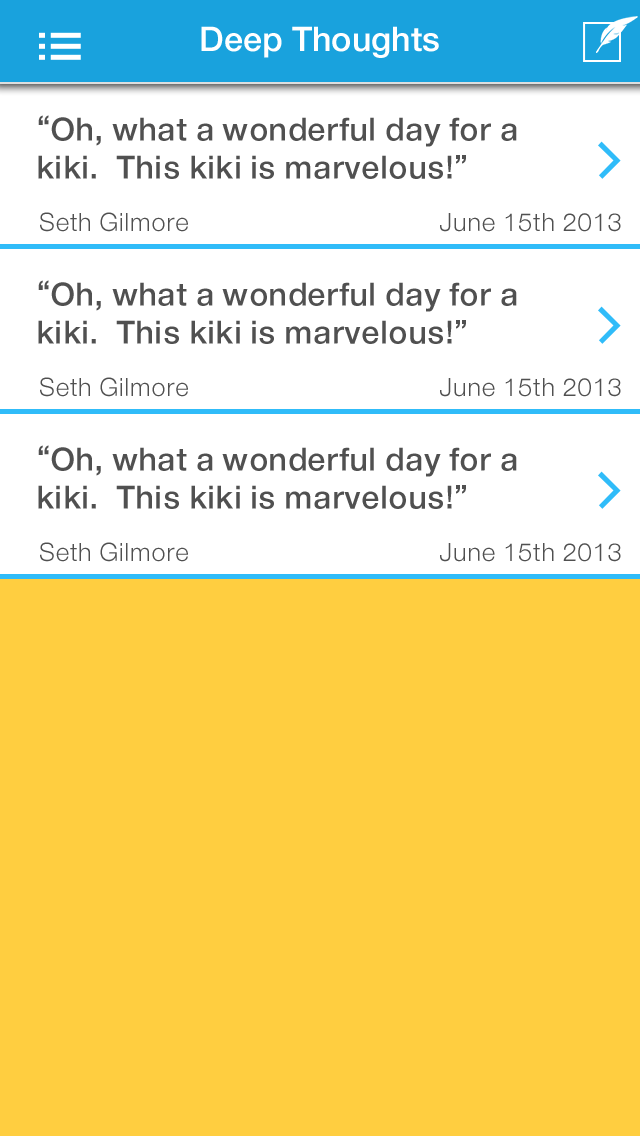 Deep Thoughts
“Oh, what a wonderful day for a
kiki.  This kiki is marvelous!”
Seth Gilmore June 15th 2013
“Oh, what a wonderful day for a
kiki.  This kiki is marvelous!”
Seth Gilmore June 15th 2013
“Oh, what a wonderful day for a
kiki.  This kiki is marvelous!”
Seth Gilmore June 15th 2013